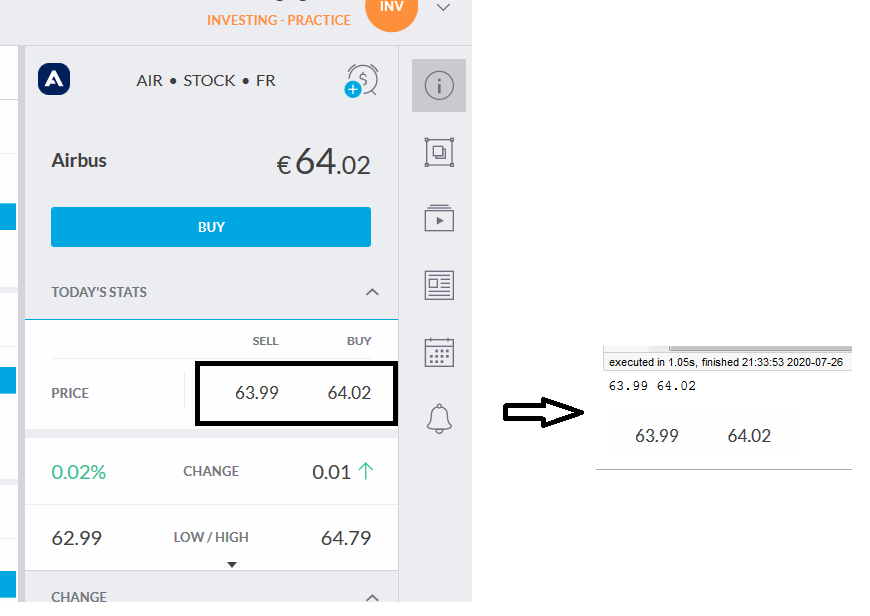 INV
INVESTING - PRACTICE
AIR • STOCK • FR
Airbus
€64.02
BUY
TODAY'S STATS
SELL BUY
PRICE 63.99 64.02
0.02% CHANGE 0.01
62.99 LOW / HIGH 64.79
CHANGE
executed in 1.05s, finished 21:33:53 2020-07-26
63.99 64.02
63.99 64.02